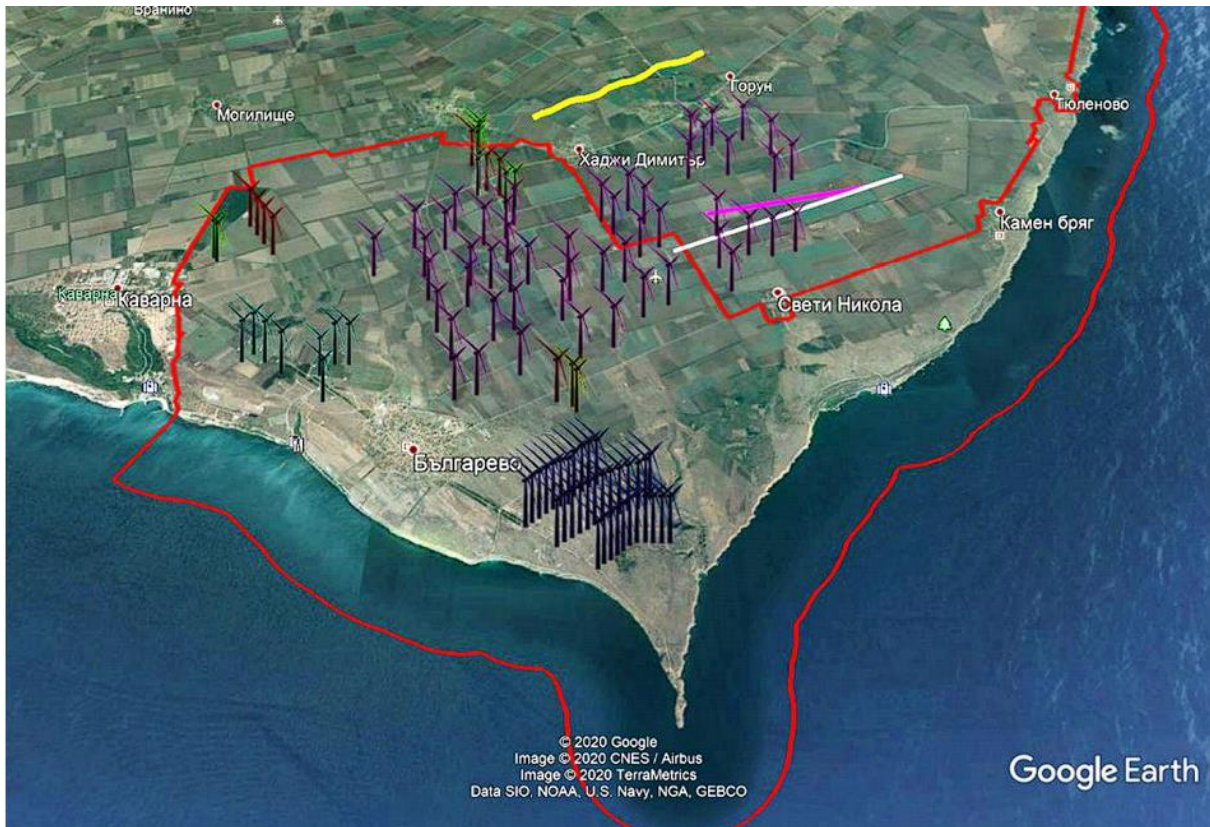 Вранино
Горун
Тюленово
Могилище
Хаджи Димитър
Камен бряг
Каварна
Каварна
Свети Никола
Българево
© 2020 Google
Image © 2020 CNES / Airbus
Image © 2020 TerraMetrics
Data SIO, NOAA, U.S. Navy, NGA, GEBCO
Google Earth